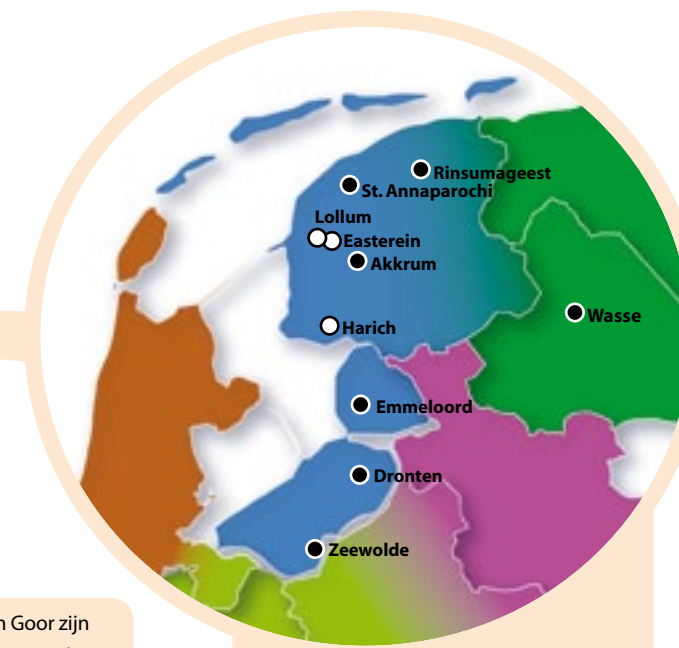 Rinsumageest
St. Annaparochi
Lollum
Easterein
Akkrum
Wasse
Harich
Emmeloord
Dronten
Zeewolde
n Goor zijn